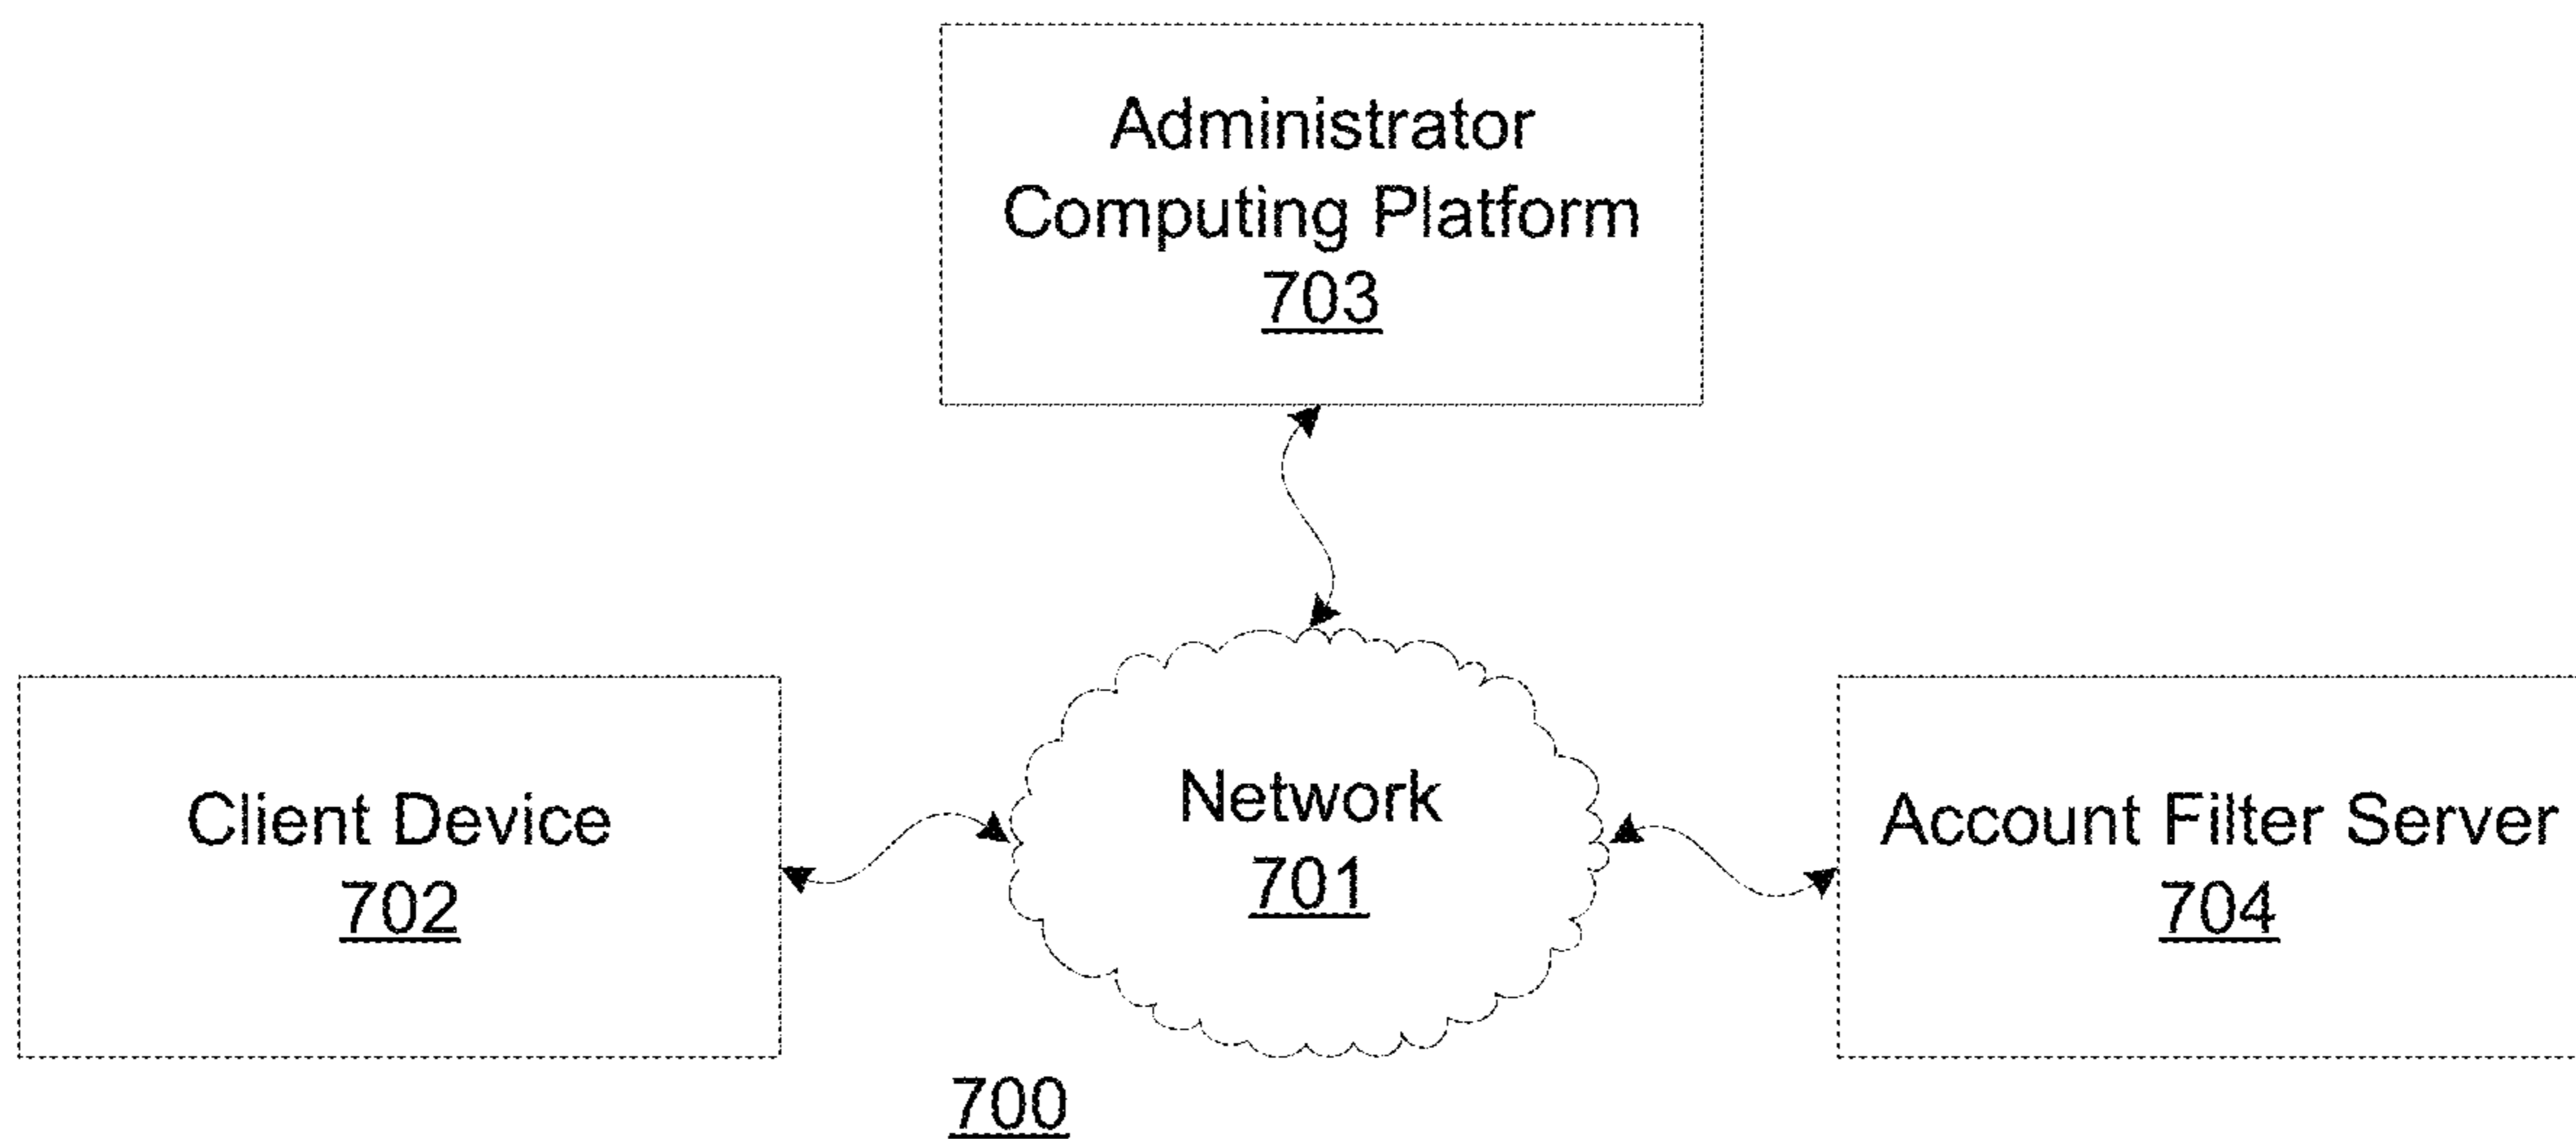 Administrator
Computing Platform
703
Client Device
702
Network
701
Account Filter Server
704
700